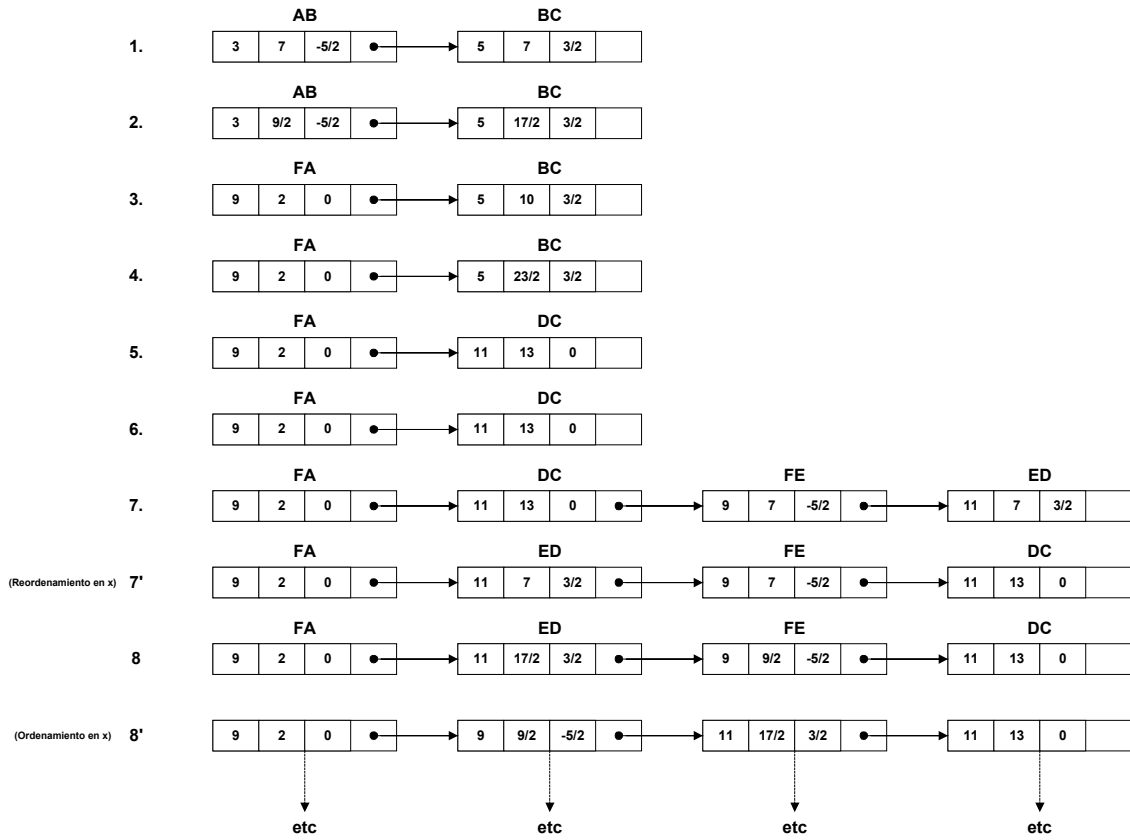 AB BC
1. 3 7 -5/2 5 7 3/2
AB BC
2. 3 9/2 -5/2 5 17/2 3/2
FA BC
3. 9 2 0 5 10 3/2
FA BC
4. 9 2 0 5 23/2 3/2
FA DC
5. 9 2 0 11 13 0
FA DC
6. 9 2 0 11 13 0
FA DC FE ED
7. 9 2 0 11 13 0 9 7 -5/2 11 7 3/2
FA ED FE DC
(Reordenamiento en x) 7' 9 2 0 11 7 3/2 9 7 -5/2 11 13 0
FA ED FE DC
8 9 2 0 11 17/2 3/2 9 9/2 -5/2 11 13 0
(Ordenamiento en x) 8' 9 2 0 9 9/2 -5/2 11 17/2 3/2 11 13 0
etc etc etc etc